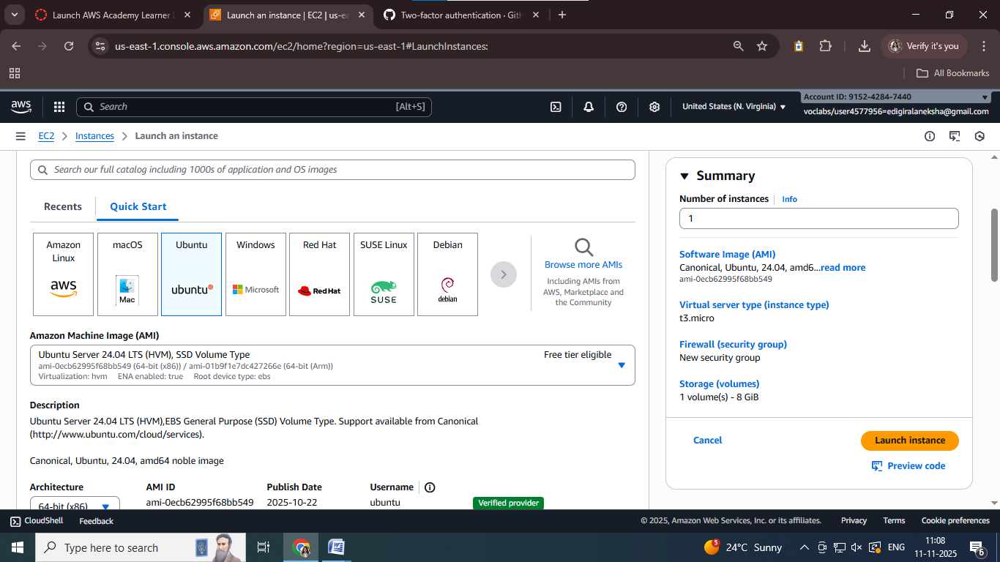 Launch AWS Academy Learner L
Launch an instance | EC2 | us-ea
Two-factor authentication · GitH
us-east-1.console.aws.amazon.com/ec2/home?region=us-east-1#LaunchInstances:
Verify it's you
All Bookmarks
aws
Search
[Alt+S]
United States (N. Virginia)
Account ID: 9152-4284-7440
voclabs/user4577956=edigiralaneksha@gmail.com
EC2
Instances
Launch an instance
Search our full catalog including 1000s of application and OS images
Recents
Quick Start
Amazon
Linux
aws
macOS
Mac
Ubuntu
ubuntu
Windows
Microsoft
Red Hat
Red Hat
SUSE Linux
SUSE
Debian
debian
Browse more AMIs
Including AMIs from
AWS, Marketplace and
the Community
Amazon Machine Image (AMI)
Ubuntu Server 24.04 LTS (HVM), SSD Volume Type
Free tier eligible
ami-0ecb62995f68bb549 (64-bit (x86)) / ami-01b9f1e7dc427266e (64-bit (Arm))
Virtualization: hvm ENA enabled: true Root device type: ebs
Description
Ubuntu Server 24.04 LTS (HVM),EBS General Purpose (SSD) Volume Type. Support available from Canonical
(http://www.ubuntu.com/cloud/services).
Canonical, Ubuntu, 24.04, amd64 noble image
Architecture
AMI ID
Publish Date
Username
64-bit (x86)
ami-0ecb62995f68bb549
2025-10-22
ubuntu
Verified provider
Summary
Number of instances
Info
1
Software Image (AMI)
Canonical, Ubuntu, 24.04, amd6...read more
ami-0ecb62995f68bb549
Virtual server type (instance type)
t3.micro
Firewall (security group)
New security group
Storage (volumes)
1 volume(s) - 8 GiB
Cancel
Launch instance
Preview code
CloudShell
Feedback
© 2025, Amazon Web Services, Inc. or its affiliates.
Privacy
Terms
Cookie preferences
Type here to search
5
24°C Sunny
ENG
11:08
11-11-2025
6